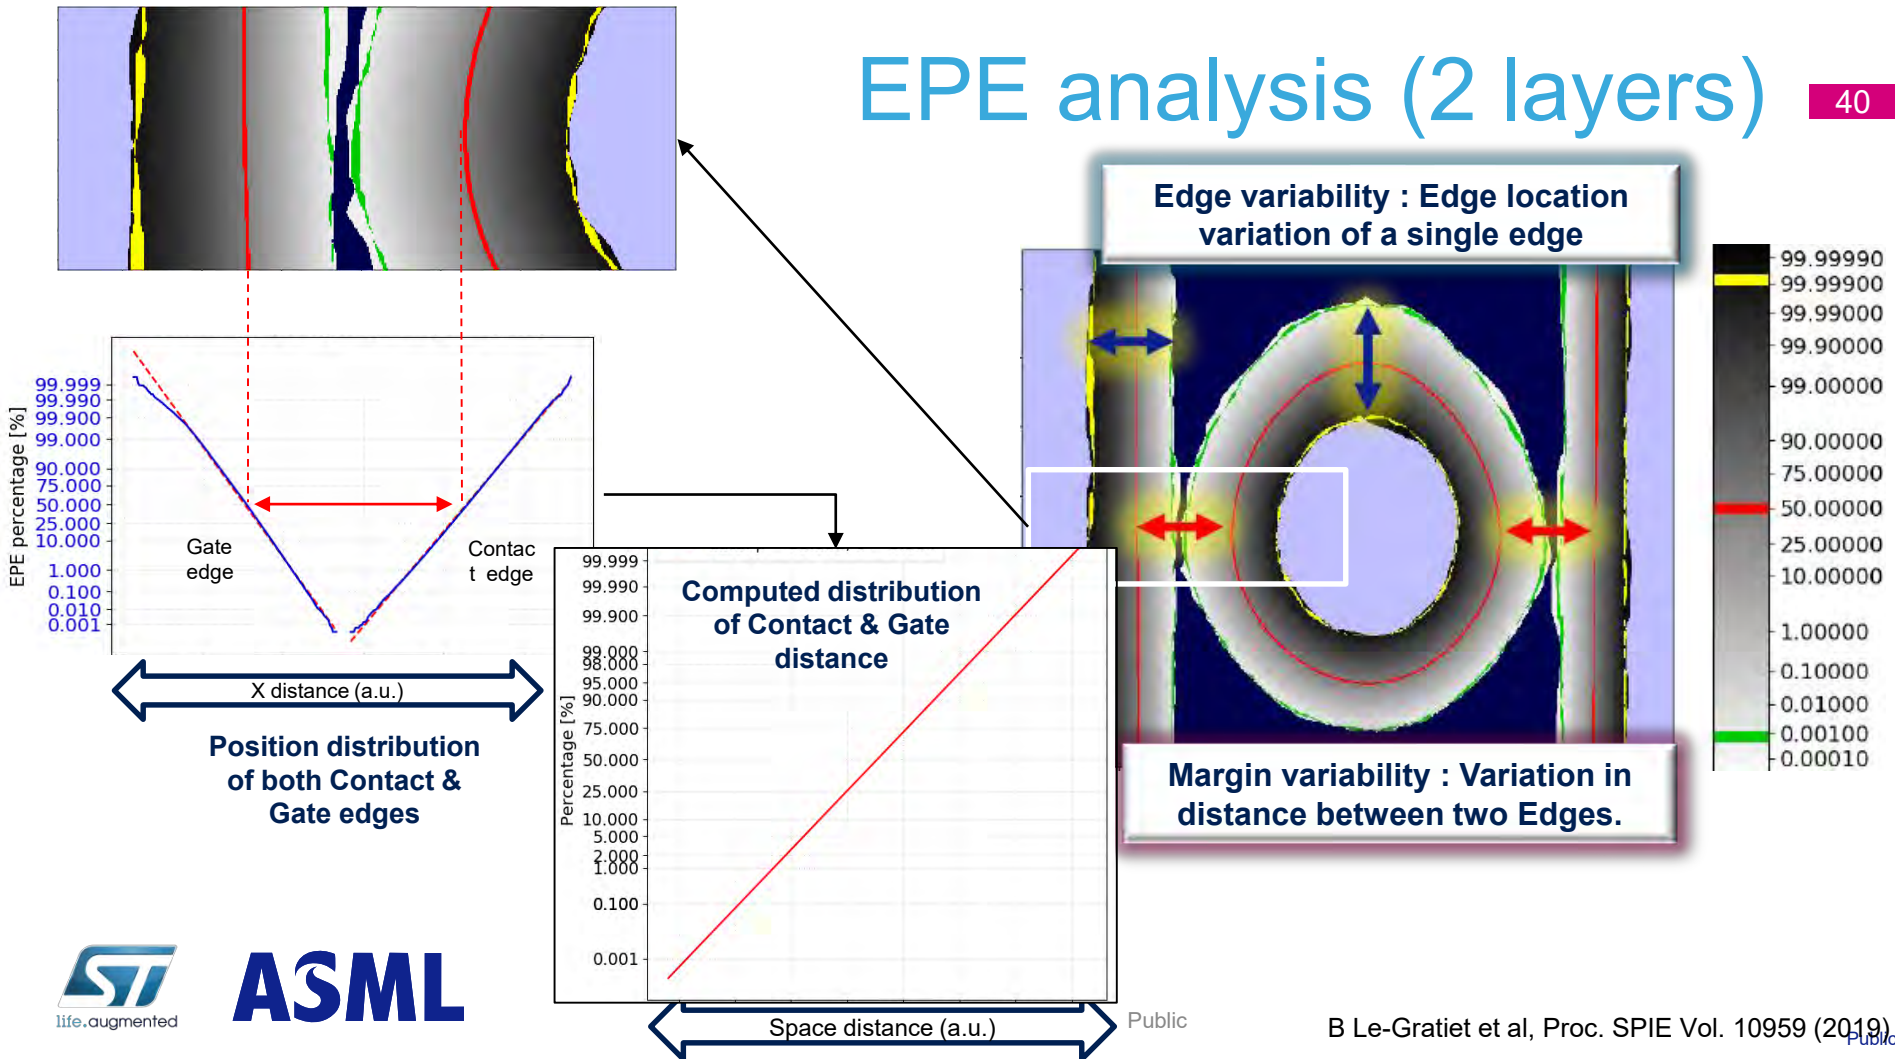 EPE analysis (2 layers)
40
Edge variability : Edge location
variation of a single edge
99.99990
99.99900
99.99000
99.90000
99.00000
90.00000
75.00000
50.00000
25.00000
10.00000
1.00000
0.10000
0.01000
0.00100
0.00010
EPE percentage [%]
99.999
99.990
99.900
99.000
90.000
75.000
50.000
25.000
10.000
1.000
0.100
0.010
0.001
Gate
edge
Contac
t edge
X distance (a.u.)
Position distribution
of both Contact &
Gate edges
Computed distribution
of Contact & Gate
distance
Percentage [%]
99.999
99.990
99.900
99.000
98.000
95.000
90.000
75.000
50.000
25.000
10.000
5.000
2.000
1.000
0.100
0.001
Space distance (a.u.)
Margin variability : Variation in
distance between two Edges.
ST
life.augmented
ASML
Public
B Le-Gratiet et al, Proc. SPIE Vol. 10959 (2019)
Public